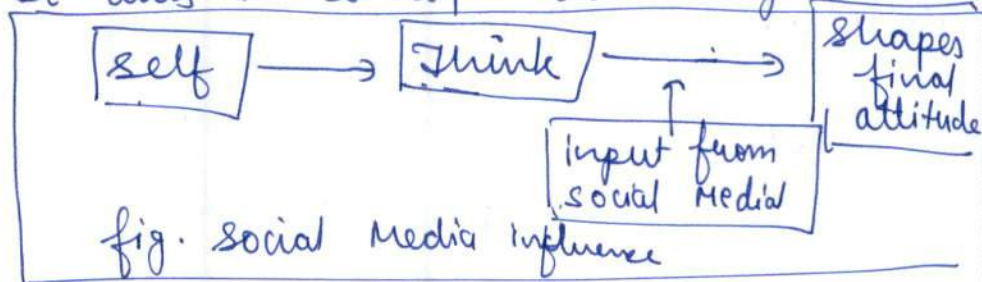 self
Think
shapes
final
attitude
input from
social Media
fig. social Media influence